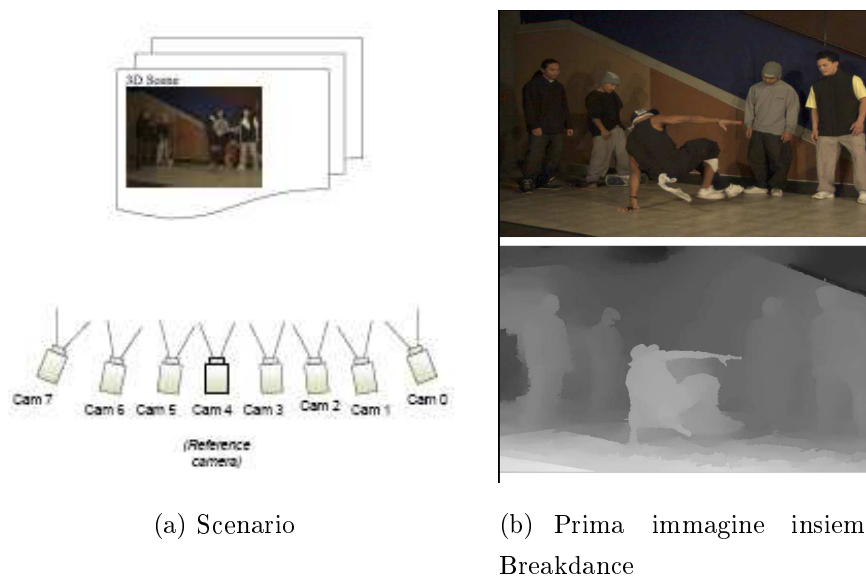 3D Scene
Cam 7
Cam 6
Cam 5
Cam 4
Cam 3
Cam 2
Cam 1
Cam 0
(Reference
camera)
(a) Scenario
(b) Prima immagine insiem
Breakdance